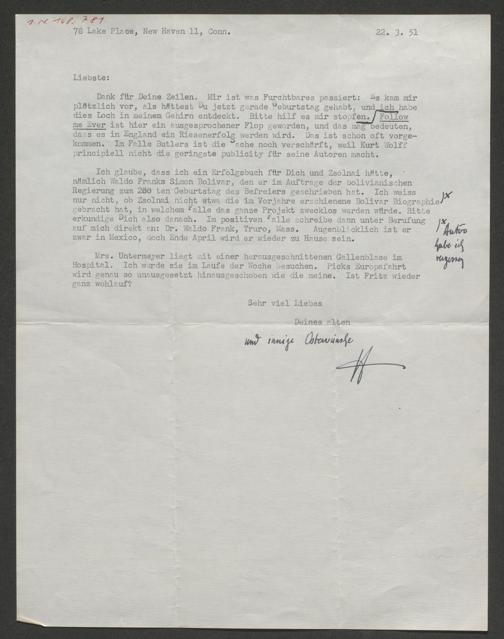 I.N. 168.781
78 Lake Place, New Haven 11, Conn. 22. 3. 51
Liebste:
Dank für Deine Zeilen. Mir ist was Furchtbares passiert: Es kam mir
plötzlich vor, als hättest Du jetzt gerade Geburtstag gehabt, und ich habe
dies Loch in meinem Gehirn entdeckt. Bitte hilf es mir stopfen. Follow
me Ever ist hier ein ausgesprochener Flop geworden, und das mag bedeuten,
dass es in England ein Riesenerfolg werden wird. Das ist schon oft vorge-
kommen. Im Falle Butlers ist die Sache noch verschärft, weil Kurt Wolff
prinzipiell nicht die geringste publicity für seine Autoren macht.
Ich glaube, dass ich ein Erfolgsbuch für Dich und Zsolnai hätte,
nämlich Waldo Franks Simon Bolivar, den er im Auftrage der bolivianischen
Regierung zum ten Geburtstag des Befreiers geschrieben hat. Ich weiss
nur nicht, ob Zsolnai nicht etwa die im Vorjahre erschienene Bolivar Biographie /x
gebracht hat, in welchem Falle das ganze Projekt zwecklos werden würde. Bitte
erkundige Dich also danach. Im positiven Falle schreibe dann unter Berufung
auf mich direkt an: Dr. Waldo Frank, Truro, Mass. Augenblicklich ist er
zwar in Mexico, doch Ende April wird er wieder zu Hause sein.
/x Autor
habe ich
vergessen
Mrs. Untermeyer liegt mit einer herausgeschnittenen Gallenblase im
Hospital. Ich werde sie im Laufe der Woche besuchen. Picks Europafahrt
wird genau so unausgesetzt hinausgeschoben wie die meine. Ist Fritz wieder
ganz wohlauf?
Sehr viel Liebes
Deines alten
und innige Osterwünsche